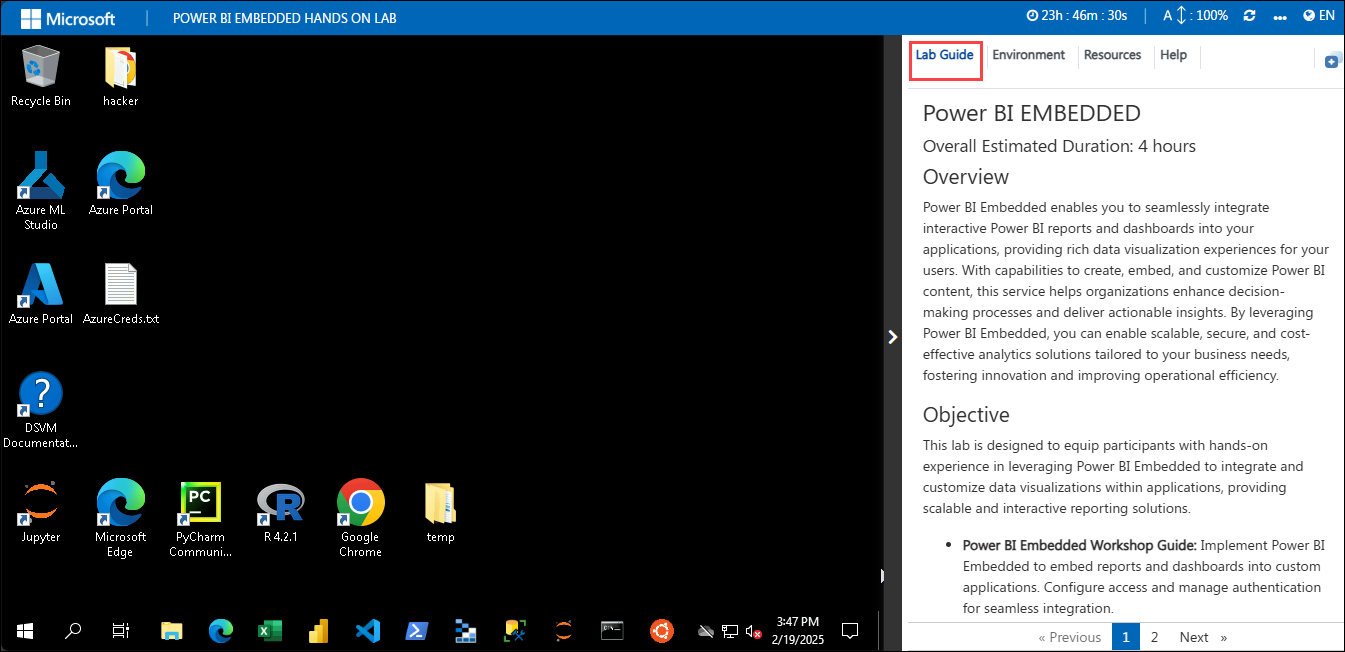 Microsoft
POWER BI EMBEDDED HANDS ON LAB
23h : 46m : 30s
A : 100%
EN
Recycle Bin
hacker
Azure ML
Studio
Azure Portal
Azure Portal
AzureCreds.txt
?
DSVM
Documentat...
Jupyter
Microsoft
Edge
PC
PyCharm
Communi...
R
R 4.2.1
Google
Chrome
temp
3:47 PM
2/19/2025
Lab Guide
Environment
Resources
Help
Power BI EMBEDDED
Overall Estimated Duration: 4 hours
Overview
Power BI Embedded enables you to seamlessly integrate
interactive Power BI reports and dashboards into your
applications, providing rich data visualization experiences for your
users. With capabilities to create, embed, and customize Power BI
content, this service helps organizations enhance decision-
making processes and deliver actionable insights. By leveraging
Power BI Embedded, you can enable scalable, secure, and cost-
effective analytics solutions tailored to your business needs,
fostering innovation and improving operational efficiency.
Objective
This lab is designed to equip participants with hands-on
experience in leveraging Power BI Embedded to integrate and
customize data visualizations within applications, providing
scalable and interactive reporting solutions.
• Power BI Embedded Workshop Guide: Implement Power BI
Embedded to embed reports and dashboards into custom
applications. Configure access and manage authentication
for seamless integration.
« Previous 1 2 Next »